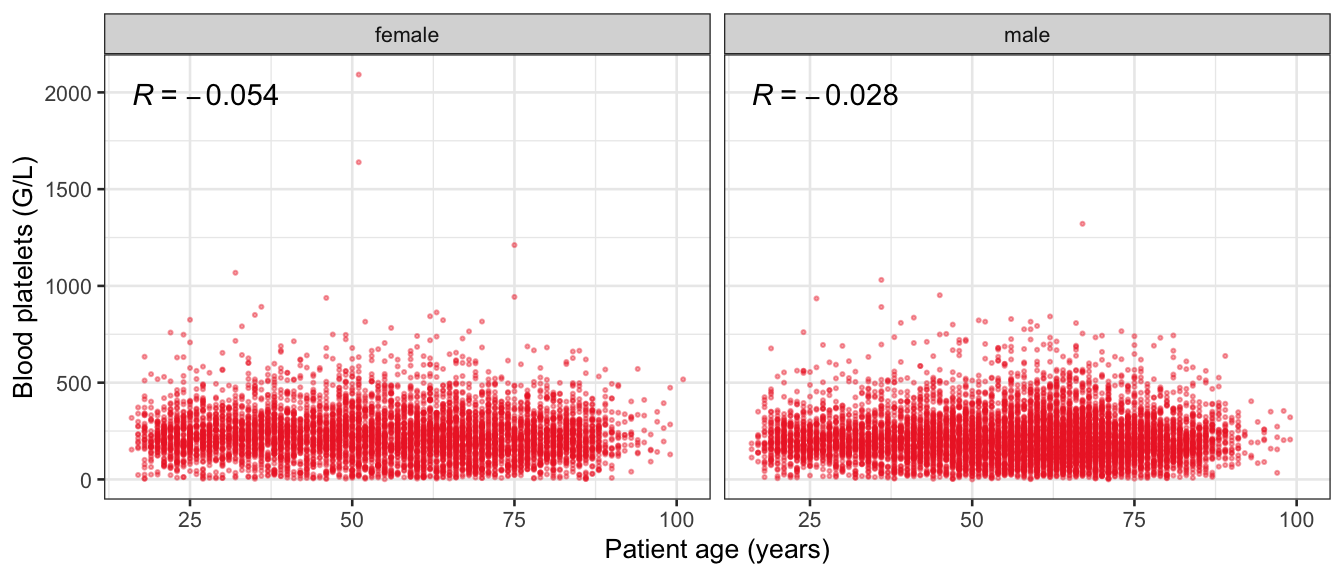 female
male
R = −0.054
R = −0.028
Blood platelets (G/L)
2000
1500
1000
500
0
25 50 75 100
25 50 75 100
Patient age (years)